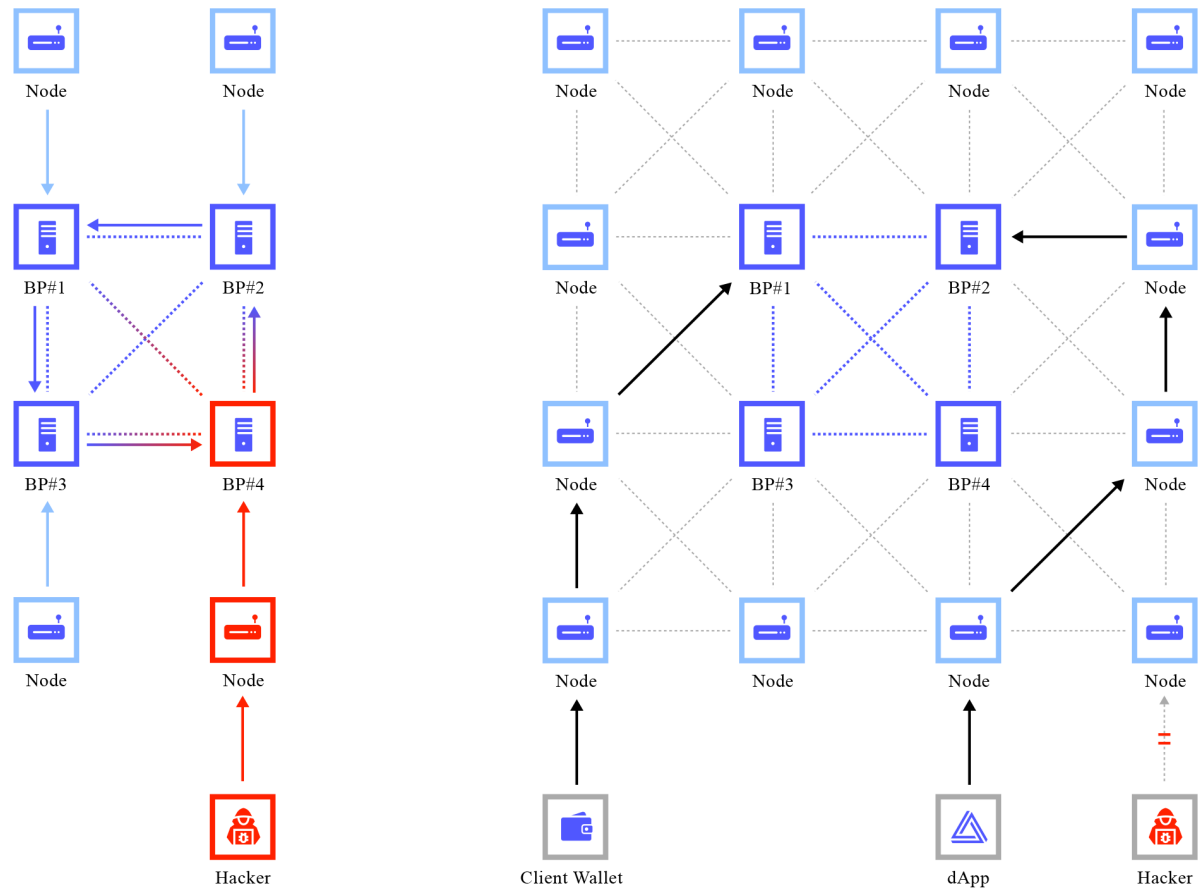 Node
Node
BP#1
BP#2
BP#3
BP#4
Node
Node
Hacker
Node
Node
Node
Node
Node
BP#1
BP#2
Node
Node
BP#3
BP#4
Node
Node
Node
Node
Node
Client Wallet
dApp
Hacker